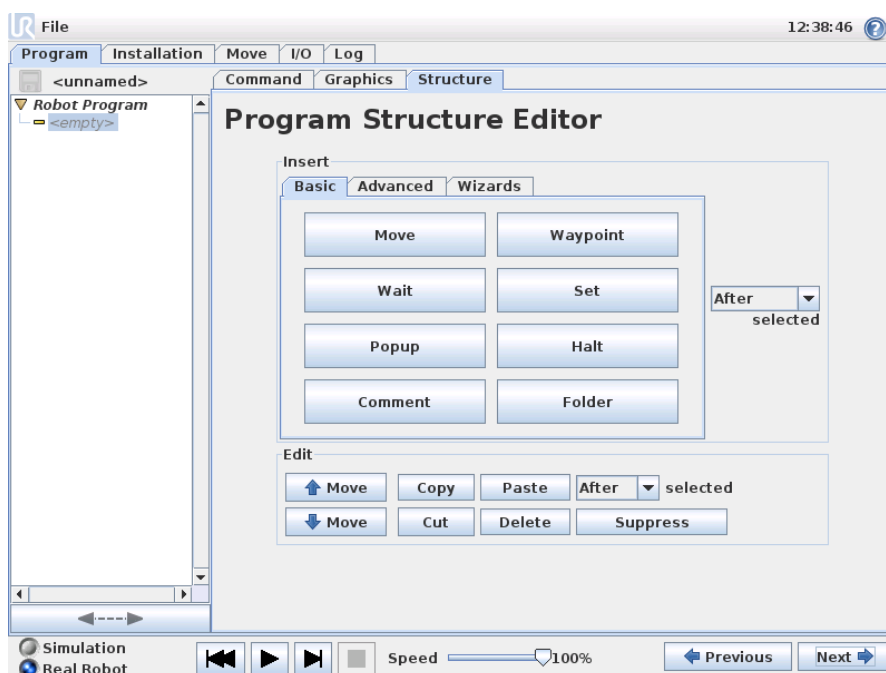 UR File 12:38:46 ?
Program Installation Move I/O Log
<unnamed> Command Graphics Structure
Robot Program
<empty>
Program Structure Editor
Insert
Basic Advanced Wizards
Move Waypoint
Wait Set
After
selected
Popup Halt
Comment Folder
Edit
Move Copy Paste After selected
Move Cut Delete Suppress
Simulation
Real Robot
Speed 100% Previous Next